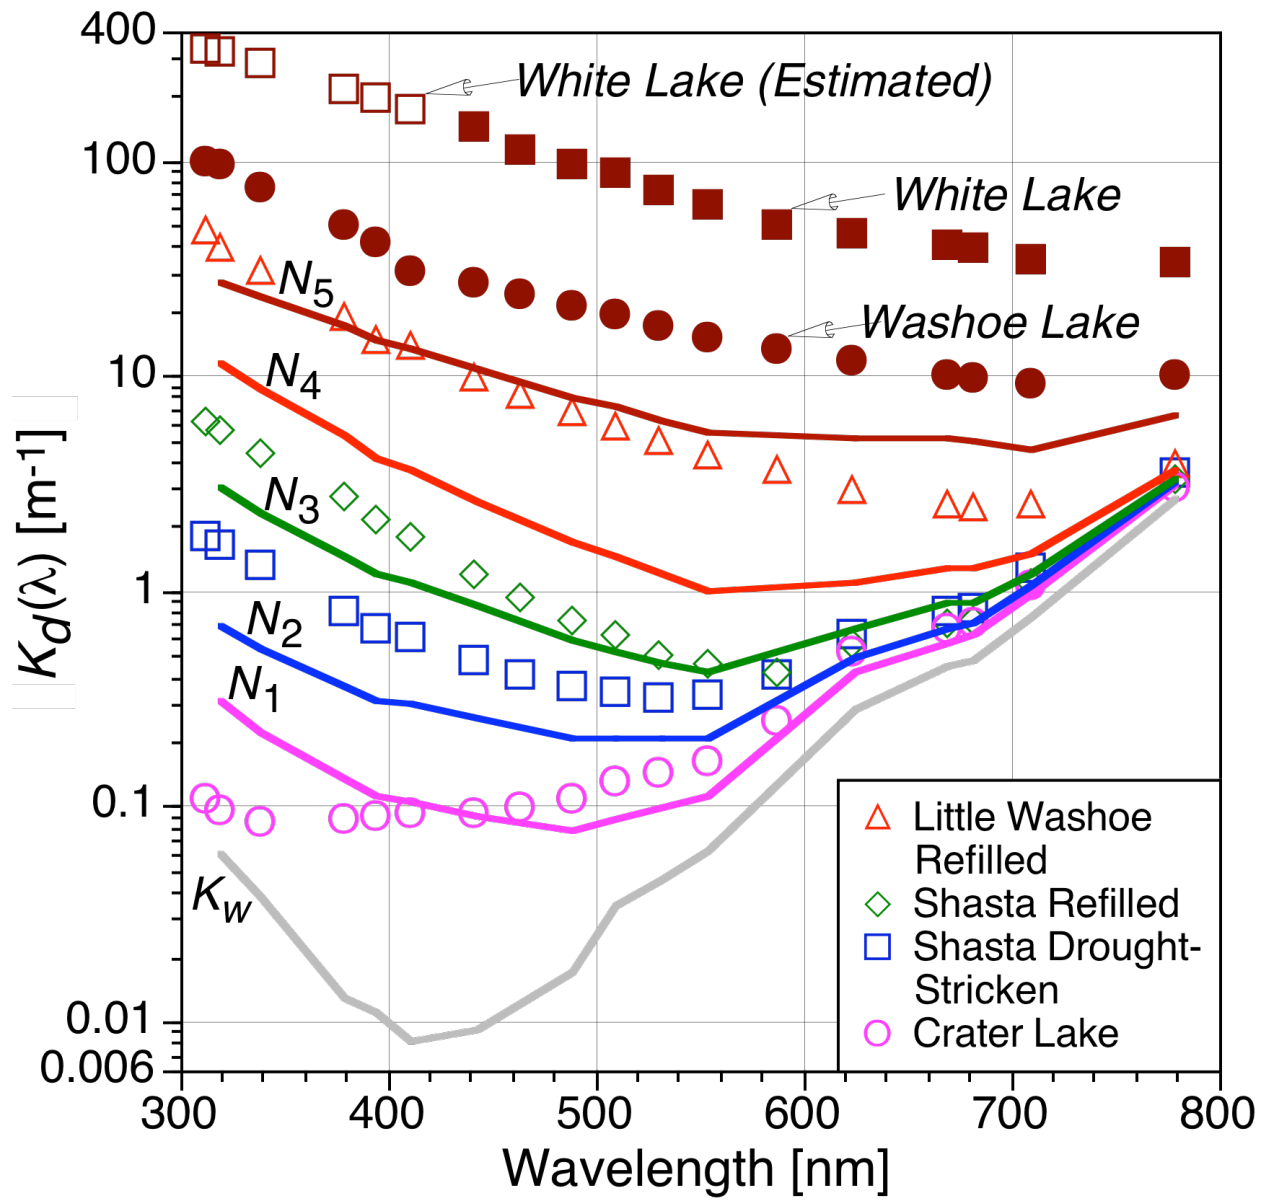 400
100
10
1
0.1
0.01
0.006
K_d(λ) [m⁻¹]
White Lake (Estimated)
White Lake
Washoe Lake
N₅
N₄
N₃
N₂
N₁
K_w
Little Washoe
Refilled
Shasta Refilled
Shasta Drought-
Stricken
Crater Lake
300 400 500 600 700 800
Wavelength [nm]